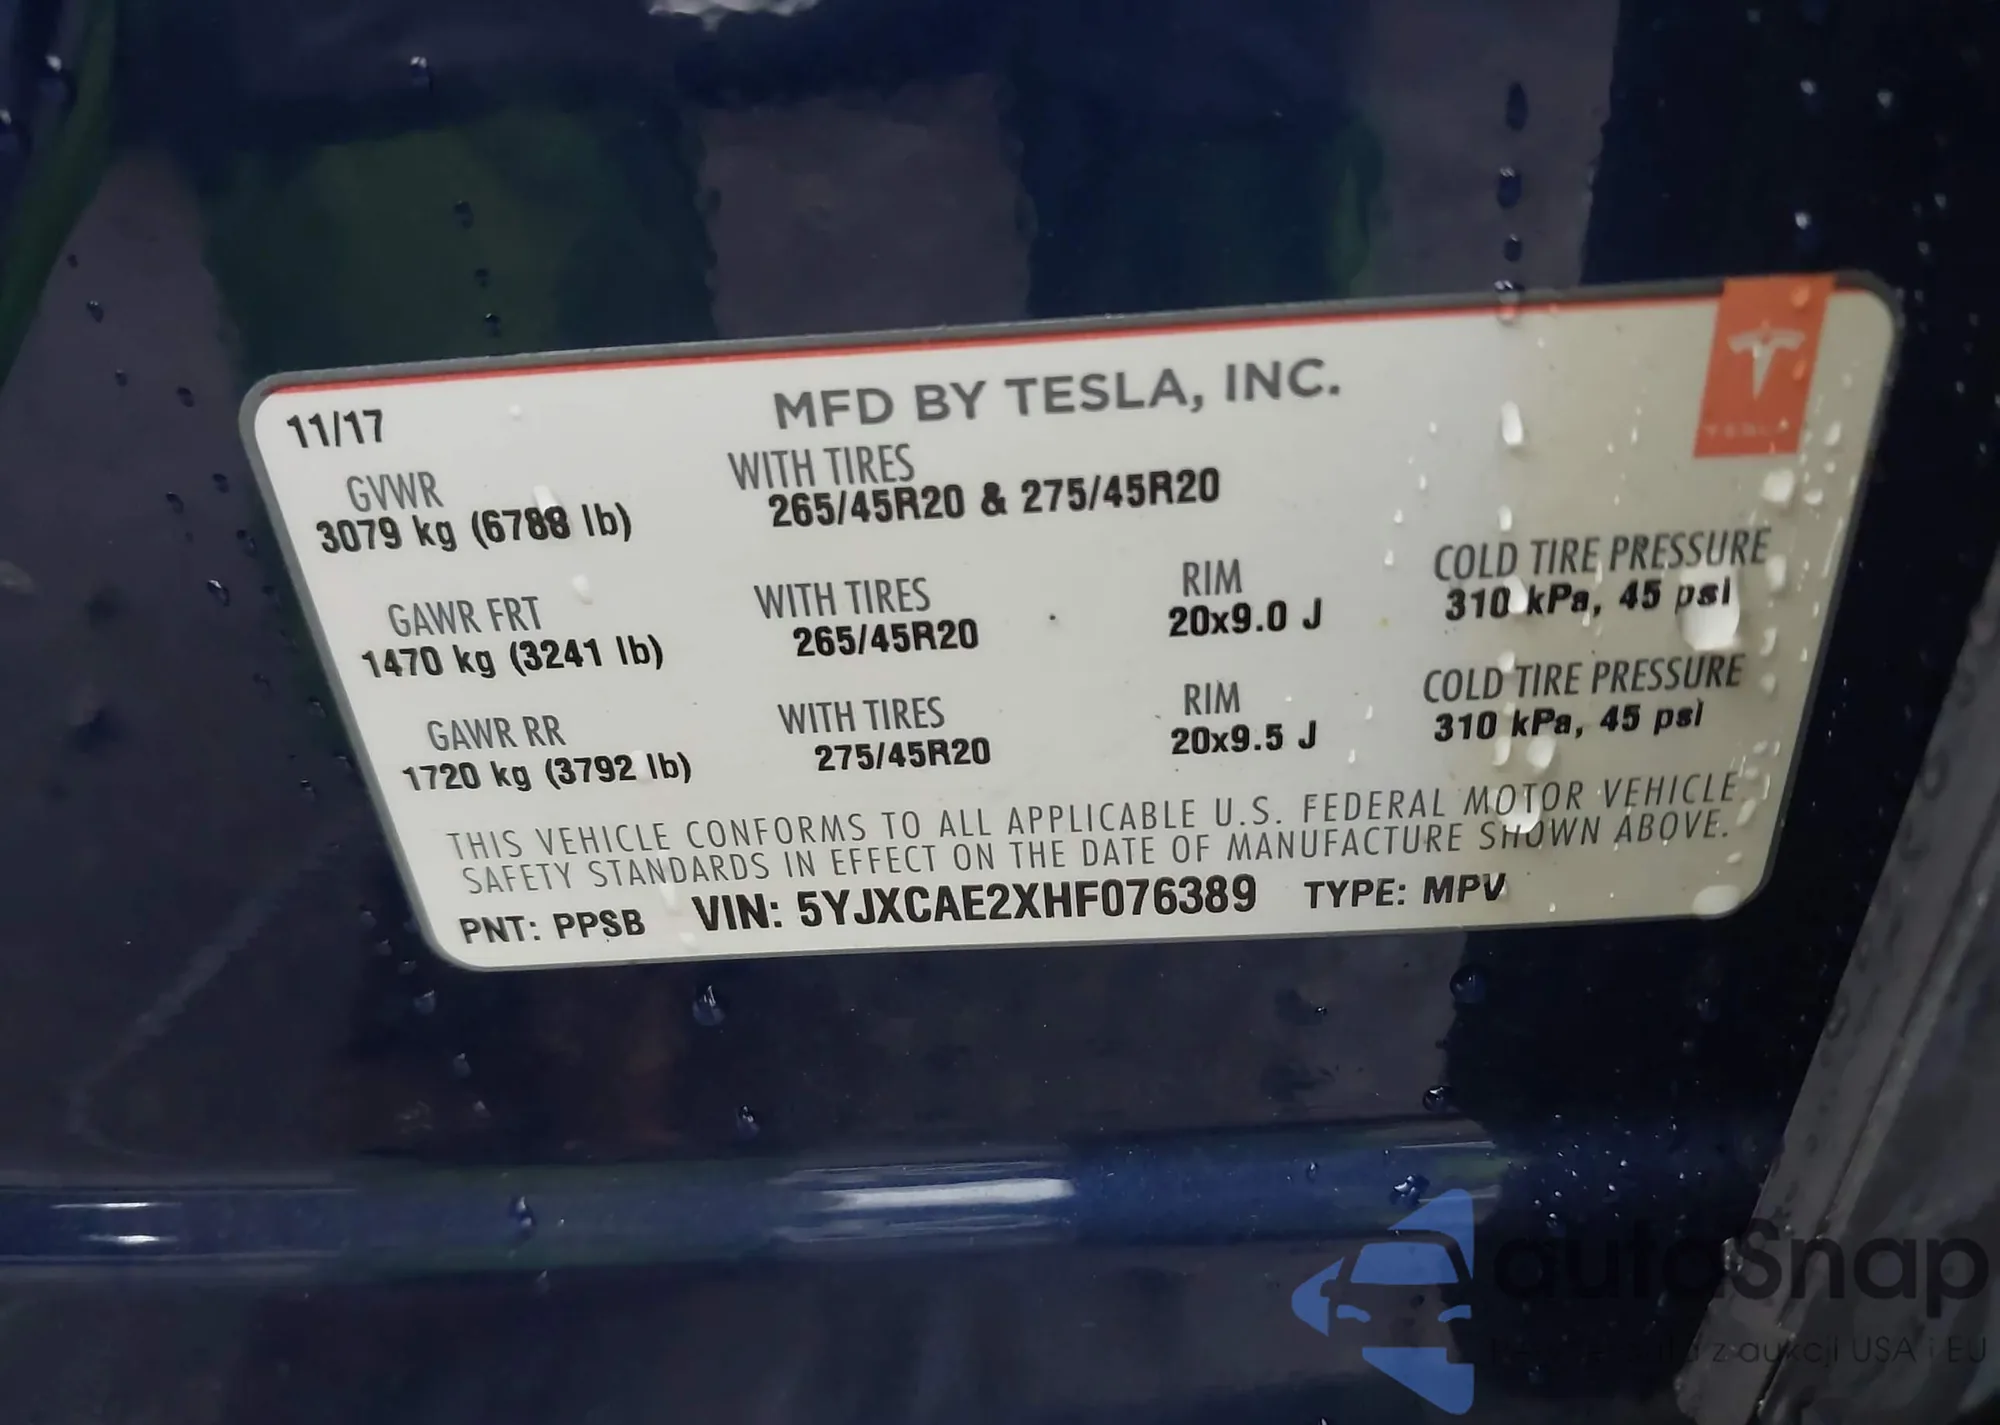 11/17
MFD BY TESLA, INC.
TESLA
GVWR
3079 kg (6788 lb)
WITH TIRES
265/45R20 & 275/45R20
GAWR FRT
1470 kg (3241 lb)
WITH TIRES
265/45R20
RIM
20x9.0 J
COLD TIRE PRESSURE
310 kPa, 45 psi
GAWR RR
1720 kg (3792 lb)
WITH TIRES
275/45R20
RIM
20x9.5 J
COLD TIRE PRESSURE
310 kPa, 45 psi
THIS VEHICLE CONFORMS TO ALL APPLICABLE U.S. FEDERAL MOTOR VEHICLE
SAFETY STANDARDS IN EFFECT ON THE DATE OF MANUFACTURE SHOWN ABOVE.
PNT: PPSB VIN: 5YJXCAE2XHF076389 TYPE: MPV
autoSnap
z aukcji USA i EU